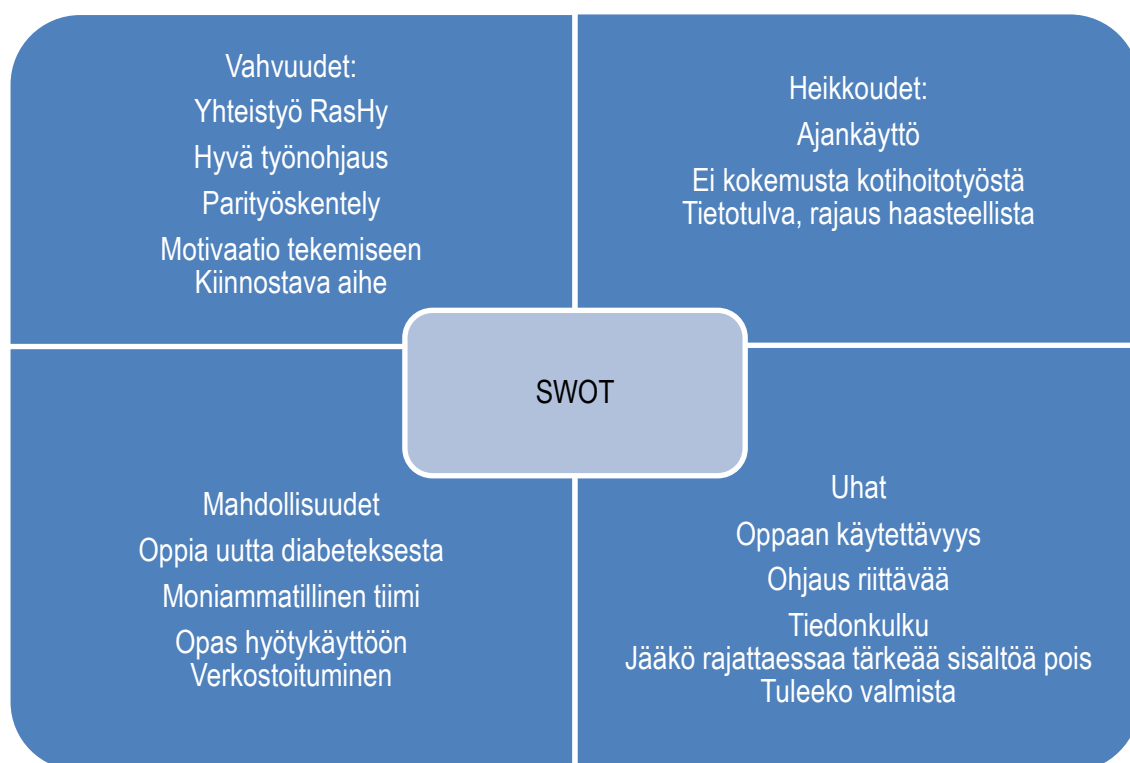 Vahvuudet:
Yhteistyö RasHy
Hyvä työnohjaus
Parityöskentely
Motivaatio tekemiseen
Kiinnostava aihe
Heikkoudet:
Ajankäyttö
Ei kokemusta kotihoitotyöstä
Tietotulva, rajaus haasteellista
SWOT
Mahdollisuudet
Oppia uutta diabeteksesta
Moniammatillinen tiimi
Opas hyötykäyttöön
Verkostoituminen
Uhat
Oppaan käytettävyys
Ohjaus riittävää
Tiedonkulku
Jääkö rajattaessaa tärkeää sisältöä pois
Tuleeko valmista